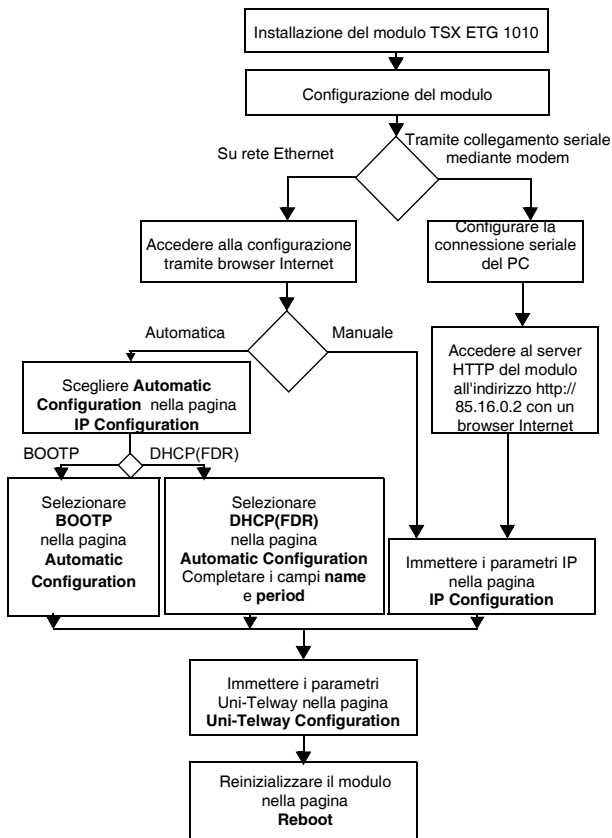 Installazione del modulo TSX ETG 1010
Configurazione del modulo
Su rete Ethernet
Tramite collegamento seriale
mediante modem
Accedere alla configurazione
tramite browser Internet
Configurare la
connessione seriale
del PC
Automatica
Manuale
Accedere al server
HTTP del modulo
all'indirizzo http://
85.16.0.2 con un
browser Internet
Scegliere Automatic
Configuration nella pagina
IP Configuration
BOOTP
DHCP(FDR)
Selezionare
BOOTP
nella pagina
Automatic
Configuration
Selezionare
DHCP(FDR)
nella pagina
Automatic Configuration
Completare i campi name
e period
Immettere i parametri IP
nella pagina
IP Configuration
Immettere i parametri
Uni-Telway nella pagina
Uni-Telway Configuration
Reinizializzare il modulo
nella pagina
Reboot